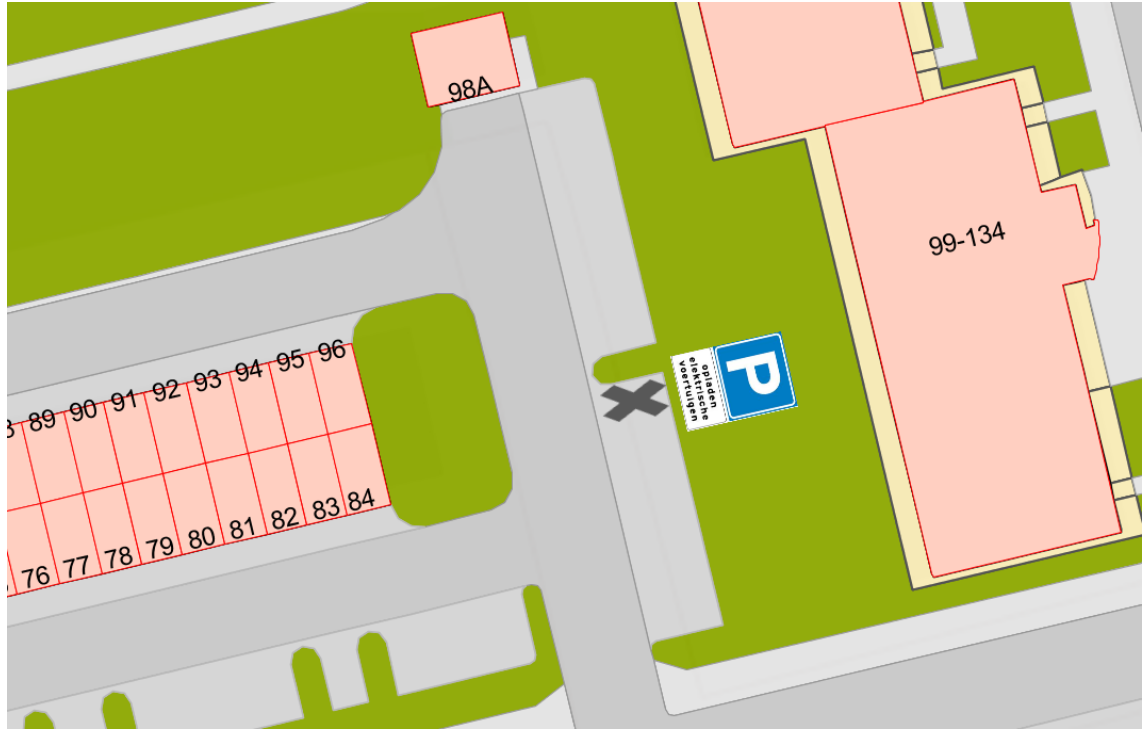 98A
99-134
89 90 91 92 93 94 95 96
76 77 78 79 80 81 82 83 84
P
opladen
elektrische
voertuigen